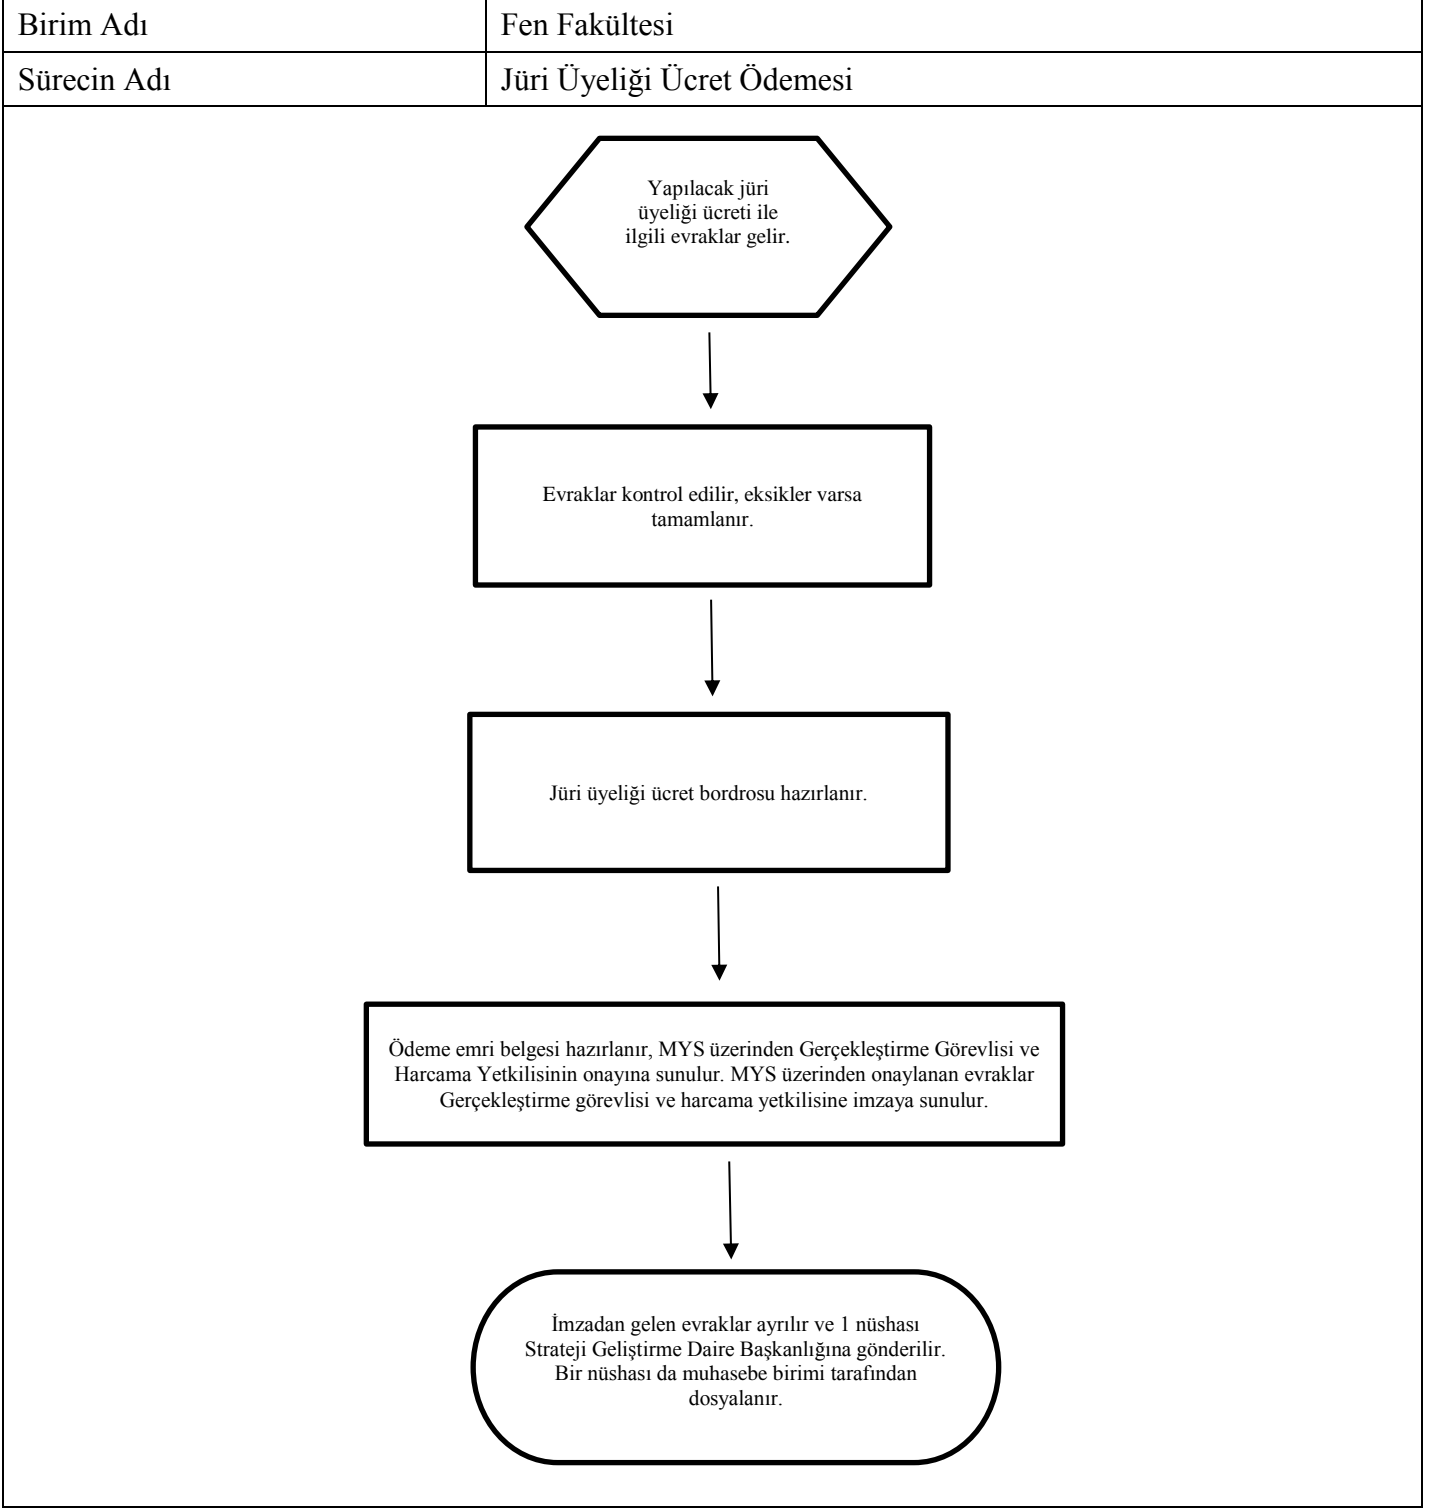 Birim Adı
Fen Fakültesi
Sürecin Adı
Jüri Üyeliği Ücret Ödemesi
Yapılacak jüri
üyeliği ücreti ile
ilgili evraklar gelir.
Evraklar kontrol edilir, eksikler varsa
tamamlanır.
Jüri üyeliği ücret bordrosu hazırlanır.
Ödeme emri belgesi hazırlanır, MYS üzerinden Gerçekleştirme Görevlisi ve
Harcama Yetkilisinin onayına sunulur. MYS üzerinden onaylanan evraklar
Gerçekleştirme görevlisi ve harcama yetkilisine imzaya sunulur.
İmzadan gelen evraklar ayrılır ve 1 nüshası
Strateji Geliştirme Daire Başkanlığına gönderilir.
Bir nüshası da muhasebe birimi tarafından
dosyalanır.